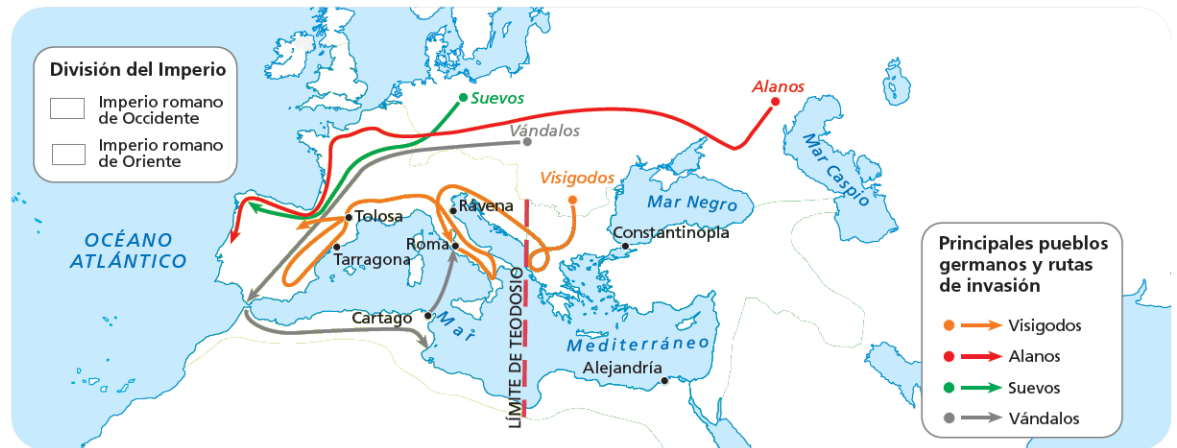 División del Imperio
Imperio romano
de Occidente
Imperio romano
de Oriente
Suevos
Alanos
Vándalos
Visigodos
Mar Caspio
Mar Negro
Constantinopla
Ravena
Tolosa
Roma
Tarragona
OCÉANO
ATLÁNTICO
Cartago
Mar
Mediterráneo
Alejandría
LÍMITE DE TEODOSIO
Principales pueblos
germanos y rutas
de invasión
Visigodos
Alanos
Suevos
Vándalos